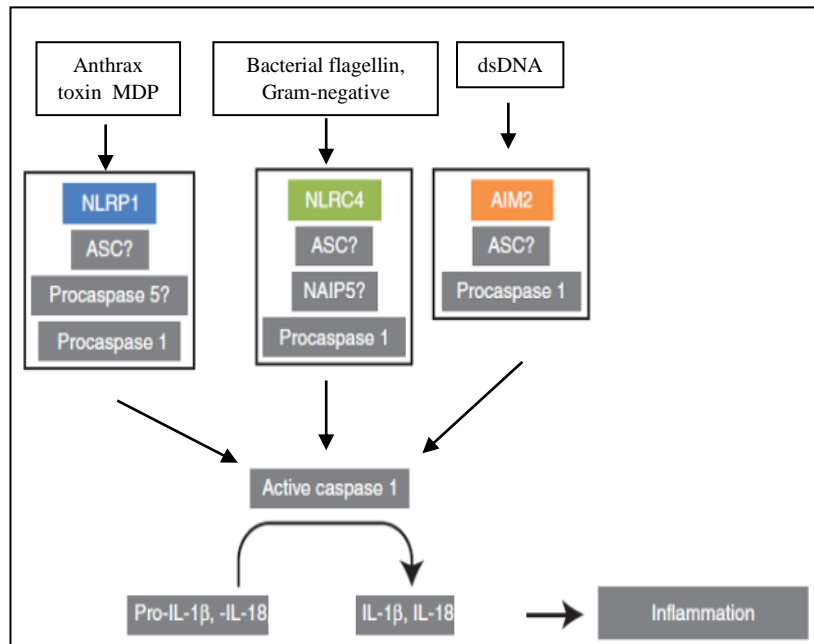 Anthrax
toxin MDP
Bacterial flagellin,
Gram-negative
dsDNA
NLRP1
ASC?
Procaspase 5?
Procaspase 1
NLRC4
ASC?
NAIP5?
Procaspase 1
AIM2
ASC?
Procaspase 1
Active caspase 1
Pro-IL-1β, -IL-18
IL-1β, IL-18
Inflammation